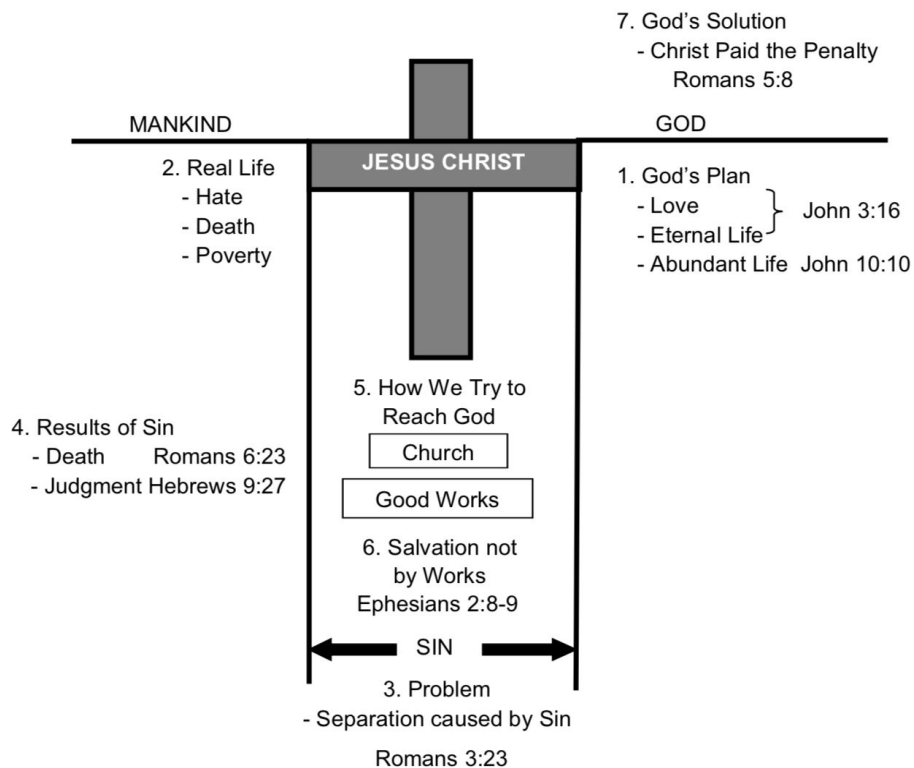 7. God's Solution
- Christ Paid the Penalty
Romans 5:8
MANKIND
GOD
JESUS CHRIST
2. Real Life
- Hate
- Death
- Poverty
1. God's Plan
- Love
- Eternal Life
John 3:16
- Abundant Life John 10:10
5. How We Try to
Reach God
Church
Good Works
4. Results of Sin
- Death Romans 6:23
- Judgment Hebrews 9:27
6. Salvation not
by Works
Ephesians 2:8-9
SIN
3. Problem
- Separation caused by Sin
Romans 3:23